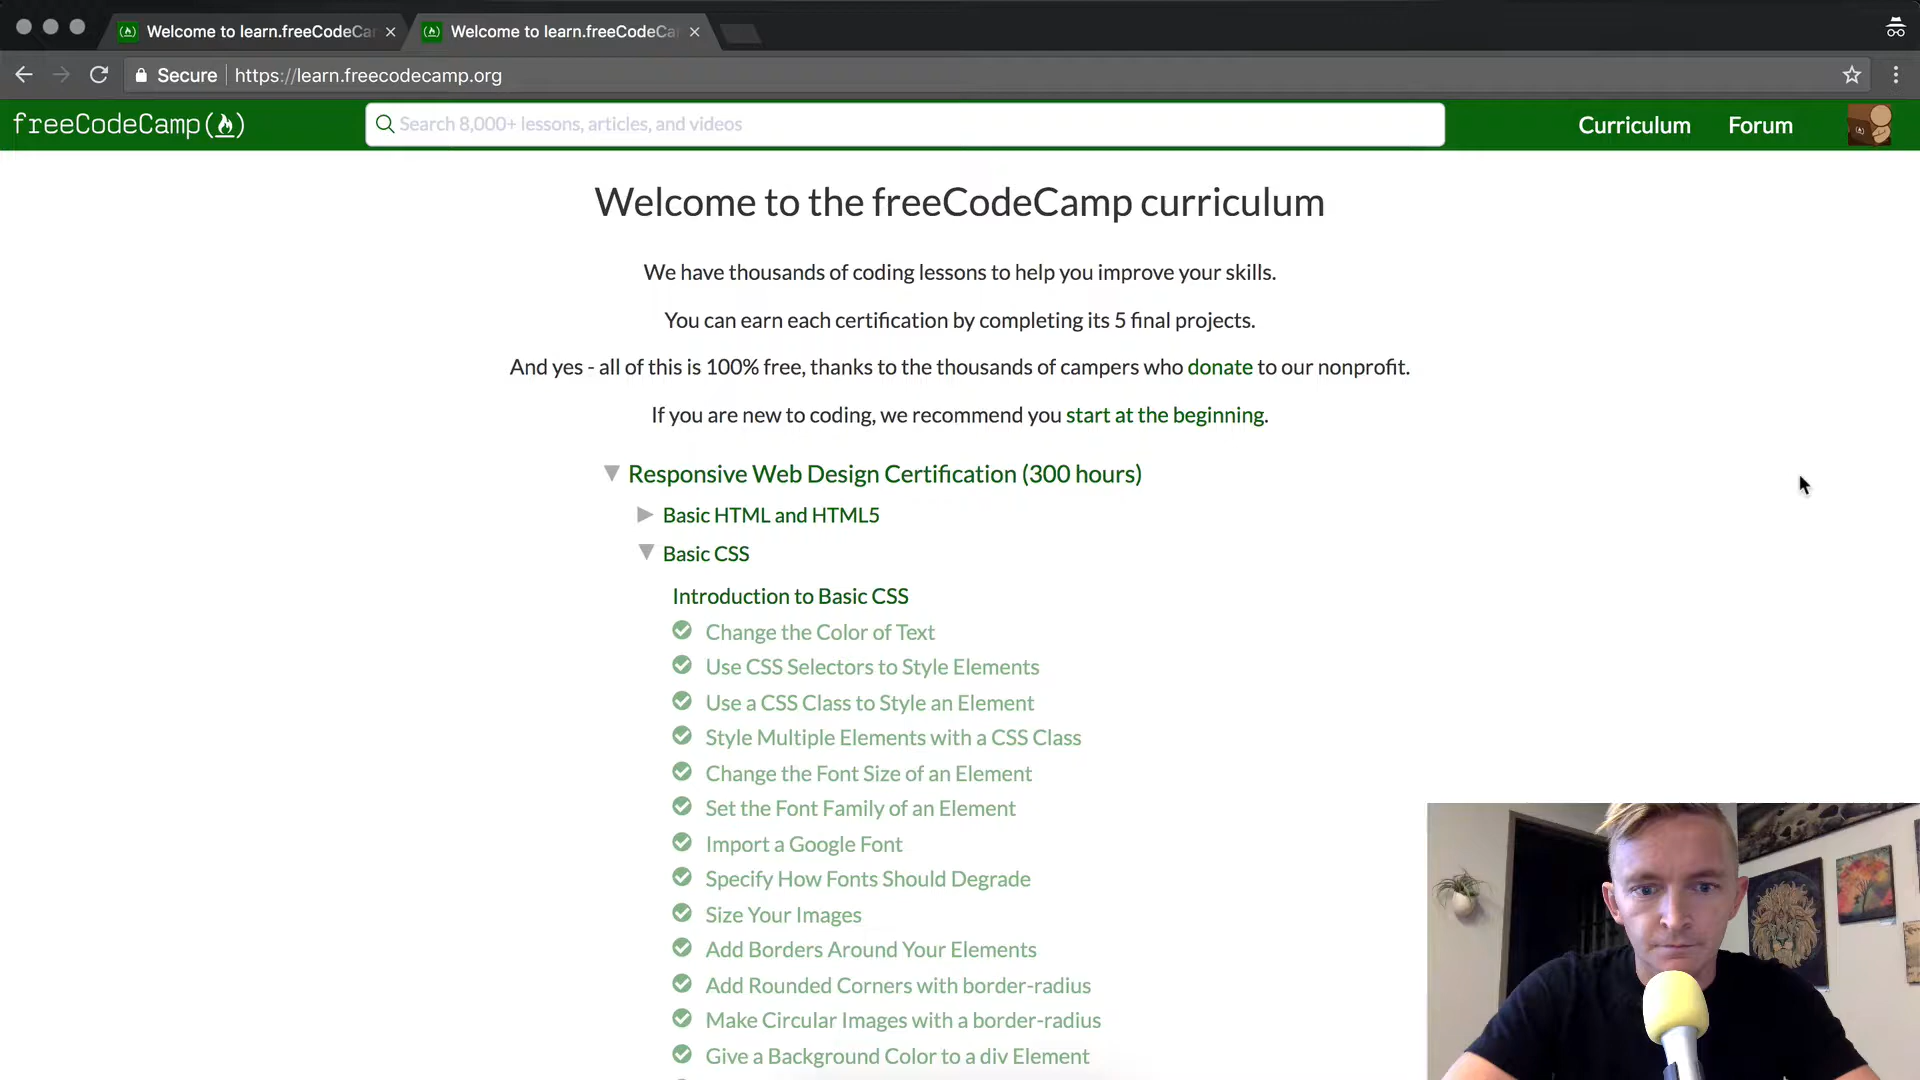 Welcome to learn.freeCodeCa
Welcome to learn.freeCodeCa
Secure
https://learn.freecodecamp.org
freeCodeCamp
Search 8,000+ lessons, articles, and videos
Curriculum
Forum
Welcome to the freeCodeCamp curriculum
We have thousands of coding lessons to help you improve your skills.
You can earn each certification by completing its 5 final projects.
And yes - all of this is 100% free, thanks to the thousands of campers who donate to our nonprofit.
If you are new to coding, we recommend you start at the beginning.
Responsive Web Design Certification (300 hours)
Basic HTML and HTML5
Basic CSS
Introduction to Basic CSS
Change the Color of Text
Use CSS Selectors to Style Elements
Use a CSS Class to Style an Element
Style Multiple Elements with a CSS Class
Change the Font Size of an Element
Set the Font Family of an Element
Import a Google Font
Specify How Fonts Should Degrade
Size Your Images
Add Borders Around Your Elements
Add Rounded Corners with border-radius
Make Circular Images with a border-radius
Give a Background Color to a div Element